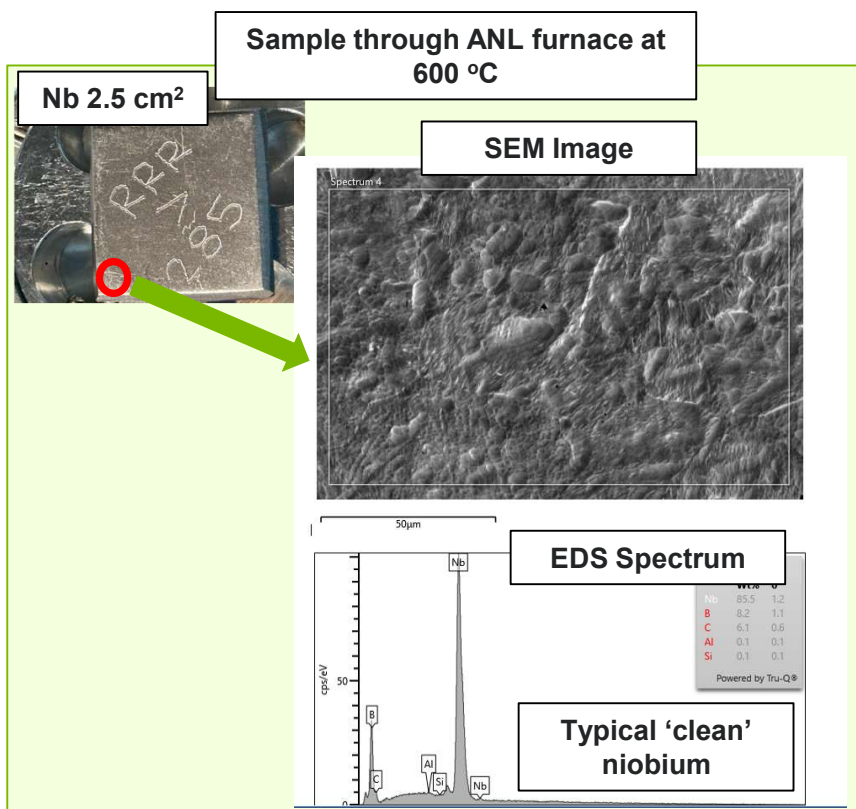 Sample through ANL furnace at
600 °C
Nb 2.5 cm²
RRR
285
SEM Image
Spectrum 4
50µm
EDS Spectrum
Nb
Wt% σ
Nb 85.5 1.2
B 8.2 1.1
C 6.1 0.6
Al 0.1 0.1
Si 0.1 0.1
Powered by Tru-Q®
cps/eV
50
0
B
C
Al
Si
Nb
Typical ‘clean’
niobium